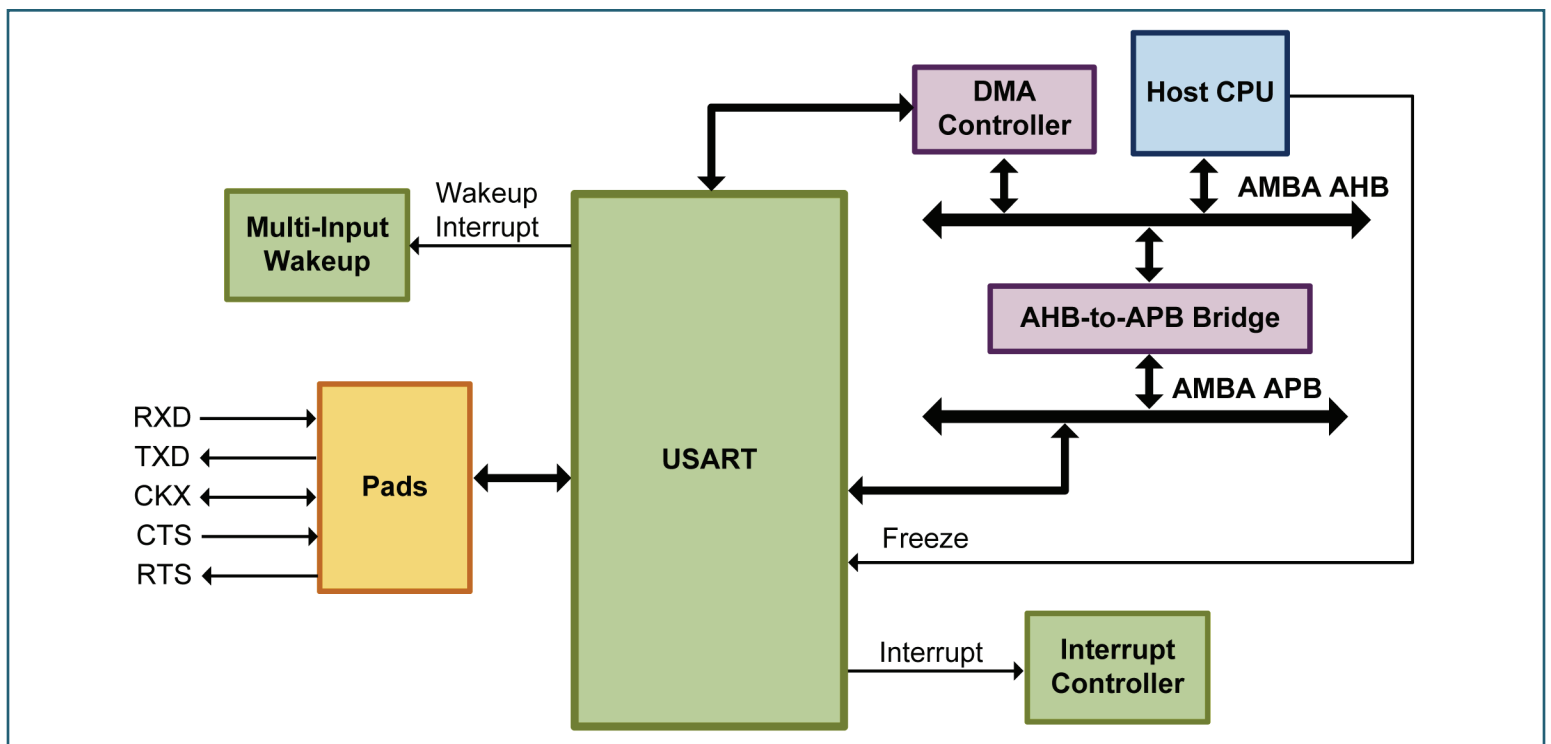 DMA
Controller
Host CPU
AMBA AHB
Wakeup
Interrupt
Multi-Input
Wakeup
AHB-to-APB Bridge
AMBA APB
RXD
TXD
CKX
CTS
RTS
Pads
USART
Freeze
Interrupt
Interrupt
Controller